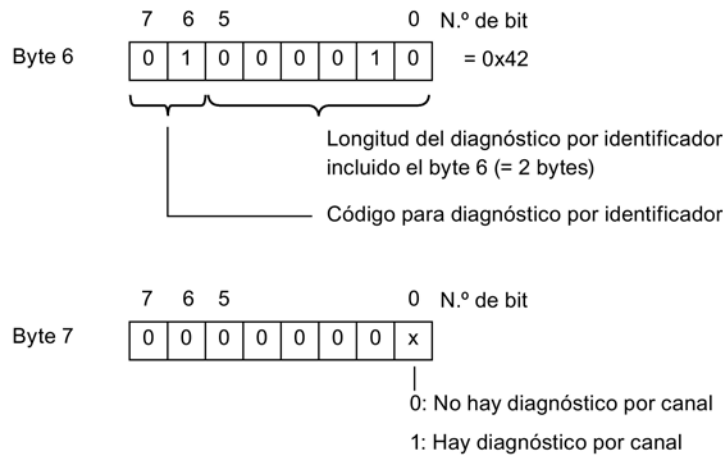 7 6 5 0 N.º de bit
Byte 6 0 1 0 0 0 0 1 0 = 0x42
Longitud del diagnóstico por identificador
incluido el byte 6 (= 2 bytes)
Código para diagnóstico por identificador
7 6 5 0 N.º de bit
Byte 7 0 0 0 0 0 0 0 x
0: No hay diagnóstico por canal
1: Hay diagnóstico por canal